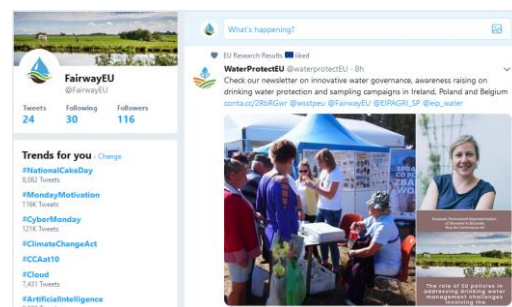 FairwayEU
@FairwayEU
Tweets Following Followers
24 30 116
Trends for you · Change
#NationalCakeDay
8,082 Tweets
#MondayMotivation
116K Tweets
#CyberMonday
121K Tweets
#ClimateChangeAct
#CCAat10
#Cloud
7,431 Tweets
#ArtificialIntelligence
What's happening?
EU Research Results liked
WaterProtectEU @waterprotectEU · 8h
Check our newsletter on innovative water governance, awareness raising on
drinking water protection and sampling campaigns in Ireland, Poland and Belgium
conta.cc/2RbRGwr @wsstpeu @FairwayEU @EIPAGRI_SP @eip_water
The role of EU policies in
addressing drinking water
management challenges
involving the